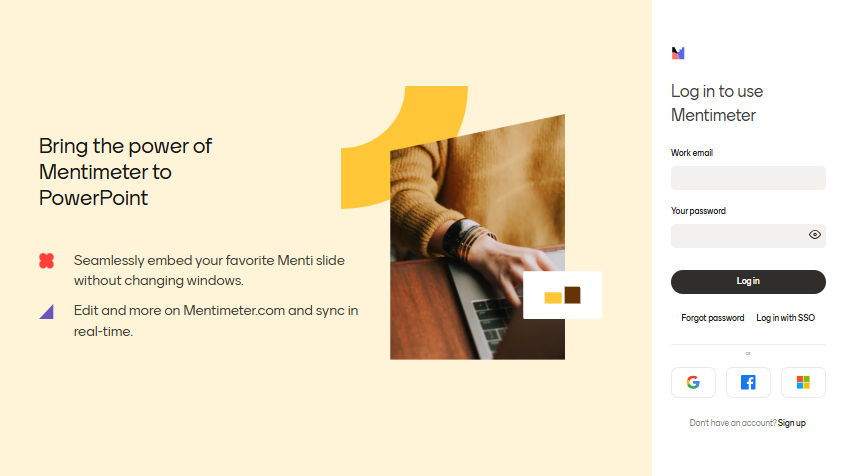 Bring the power of
Mentimeter to
PowerPoint
Seamlessly embed your favorite Menti slide
without changing windows.
Edit and more on Mentimeter.com and sync in
real-time.
Log in to use
Mentimeter
Work email
Your password
Log in
Forgot password Log in with SSO
or
Don't have an account? Sign up